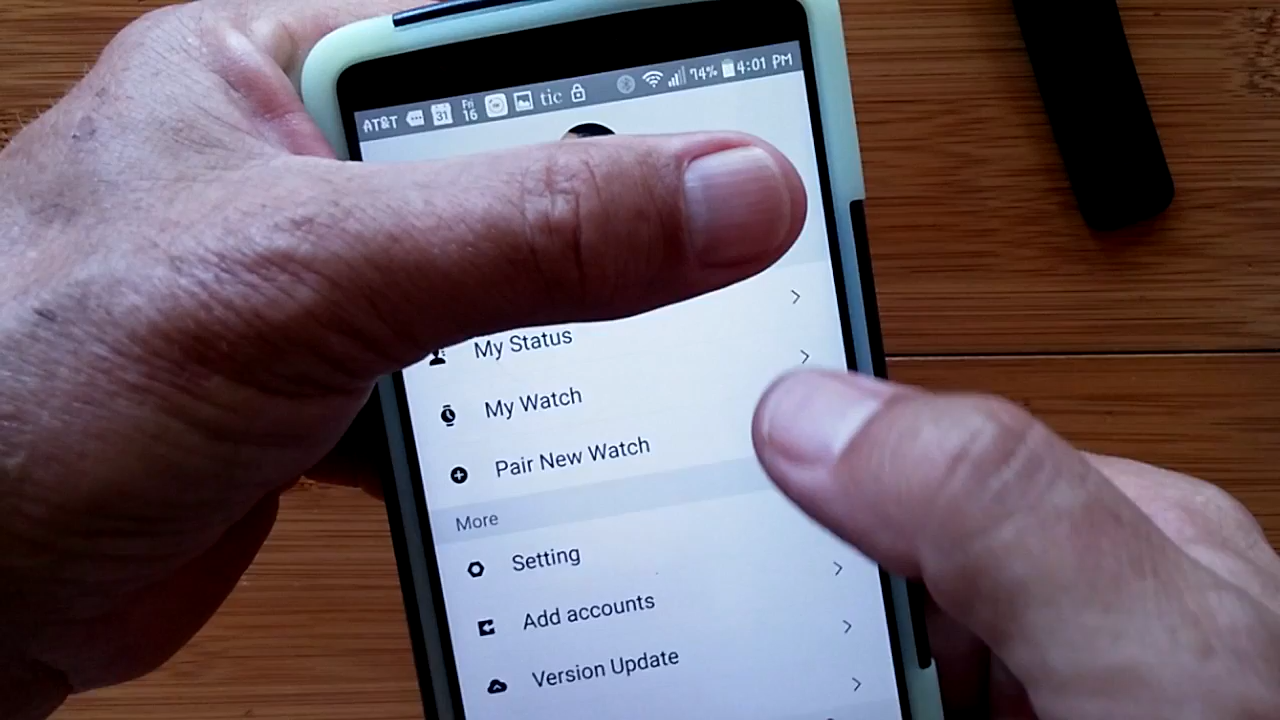 AT&T 31 Fri 16 tic 74% 4:01 PM
My Status
My Watch
Pair New Watch
More
Setting
Add accounts
Version Update